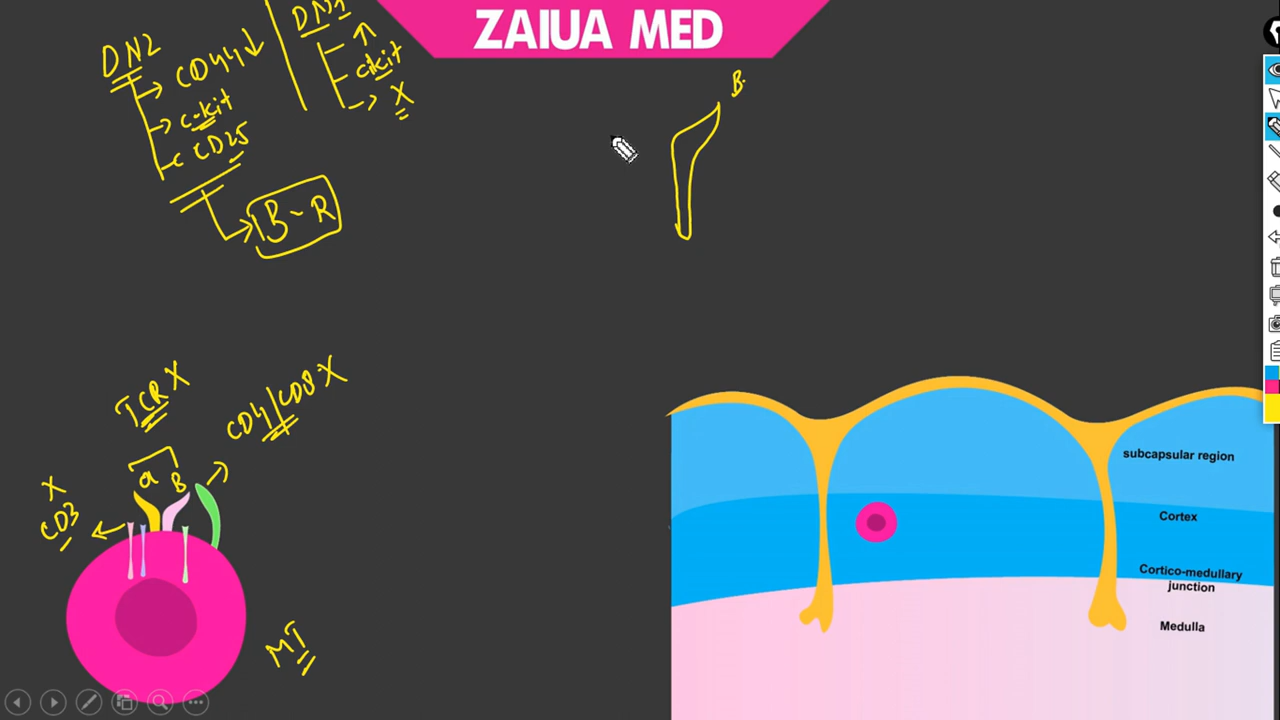 ZAIUA MED
DN2
CD44↓
c-kit
CD25
B-R
↑
ckit
X
B
TCR X
CD4/CD8 X
a B
X
CD3
MT
subcapsular region
Cortex
Cortico-medullary
junction
Medulla